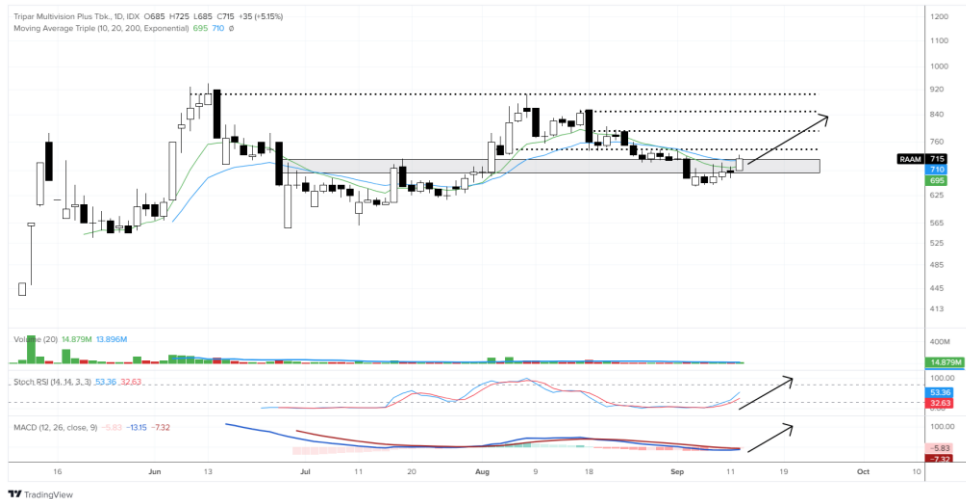 Tripar Multivision Plus Tbk., 1D, IDX O685 H725 L685 C715 +35 (+5.15%)
Moving Average Triple (10, 20, 200, Exponential) 695 710 ∅
1200
1100
1000
920
840
760
RAAM 715
710
695
625
565
525
485
445
413
Volume (20) 14.879M 13.896M
400M
14.879M
Stoch RSI (14, 14, 3, 3) 53.36 32.63
100.00
53.36
32.63
MACD (12, 26, close, 9) -5.83 -13.15 -7.32
100.00
-5.83
-7.32
16 Jun 13 Jul 11 20 Aug 9 18 Sep 11 19 Oct 10
TradingView